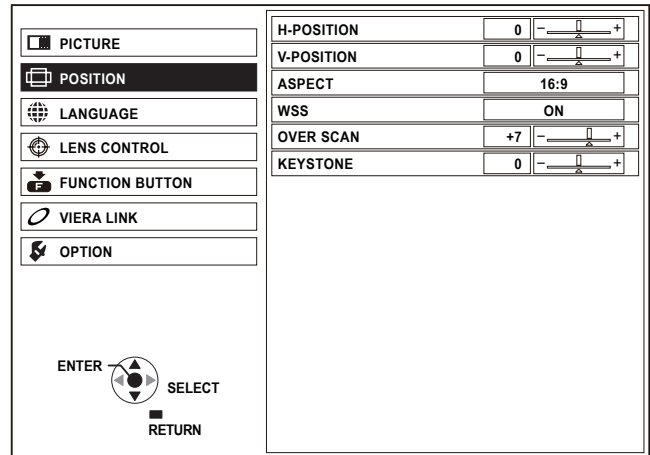 PICTURE
POSITION
LANGUAGE
LENS CONTROL
F FUNCTION BUTTON
VIERA LINK
OPTION
ENTER
SELECT
RETURN
H-POSITION 0 - +
V-POSITION 0 - +
ASPECT 16:9
WSS ON
OVER SCAN +7 - +
KEYSTONE 0 - +